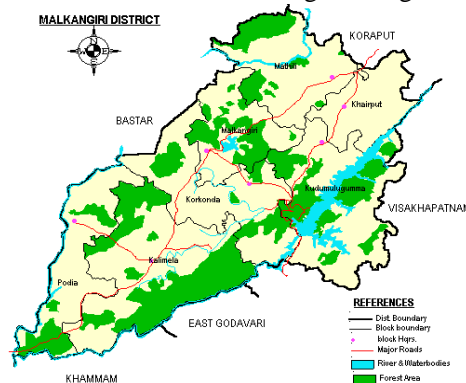 MALKANGIRI DISTRICT
KORAPUT
Mathili
Khairput
BASTAR
Malkangiri
Kudumulugumma
Korkonda
VISAKHAPATNAM
Kalimela
Podia
EAST GODAVARI
KHAMMAM
REFERENCES
Dist. Boundary
Block boundary
block Hqrs.
Major Roads
River & Waterbodies
Forest Area